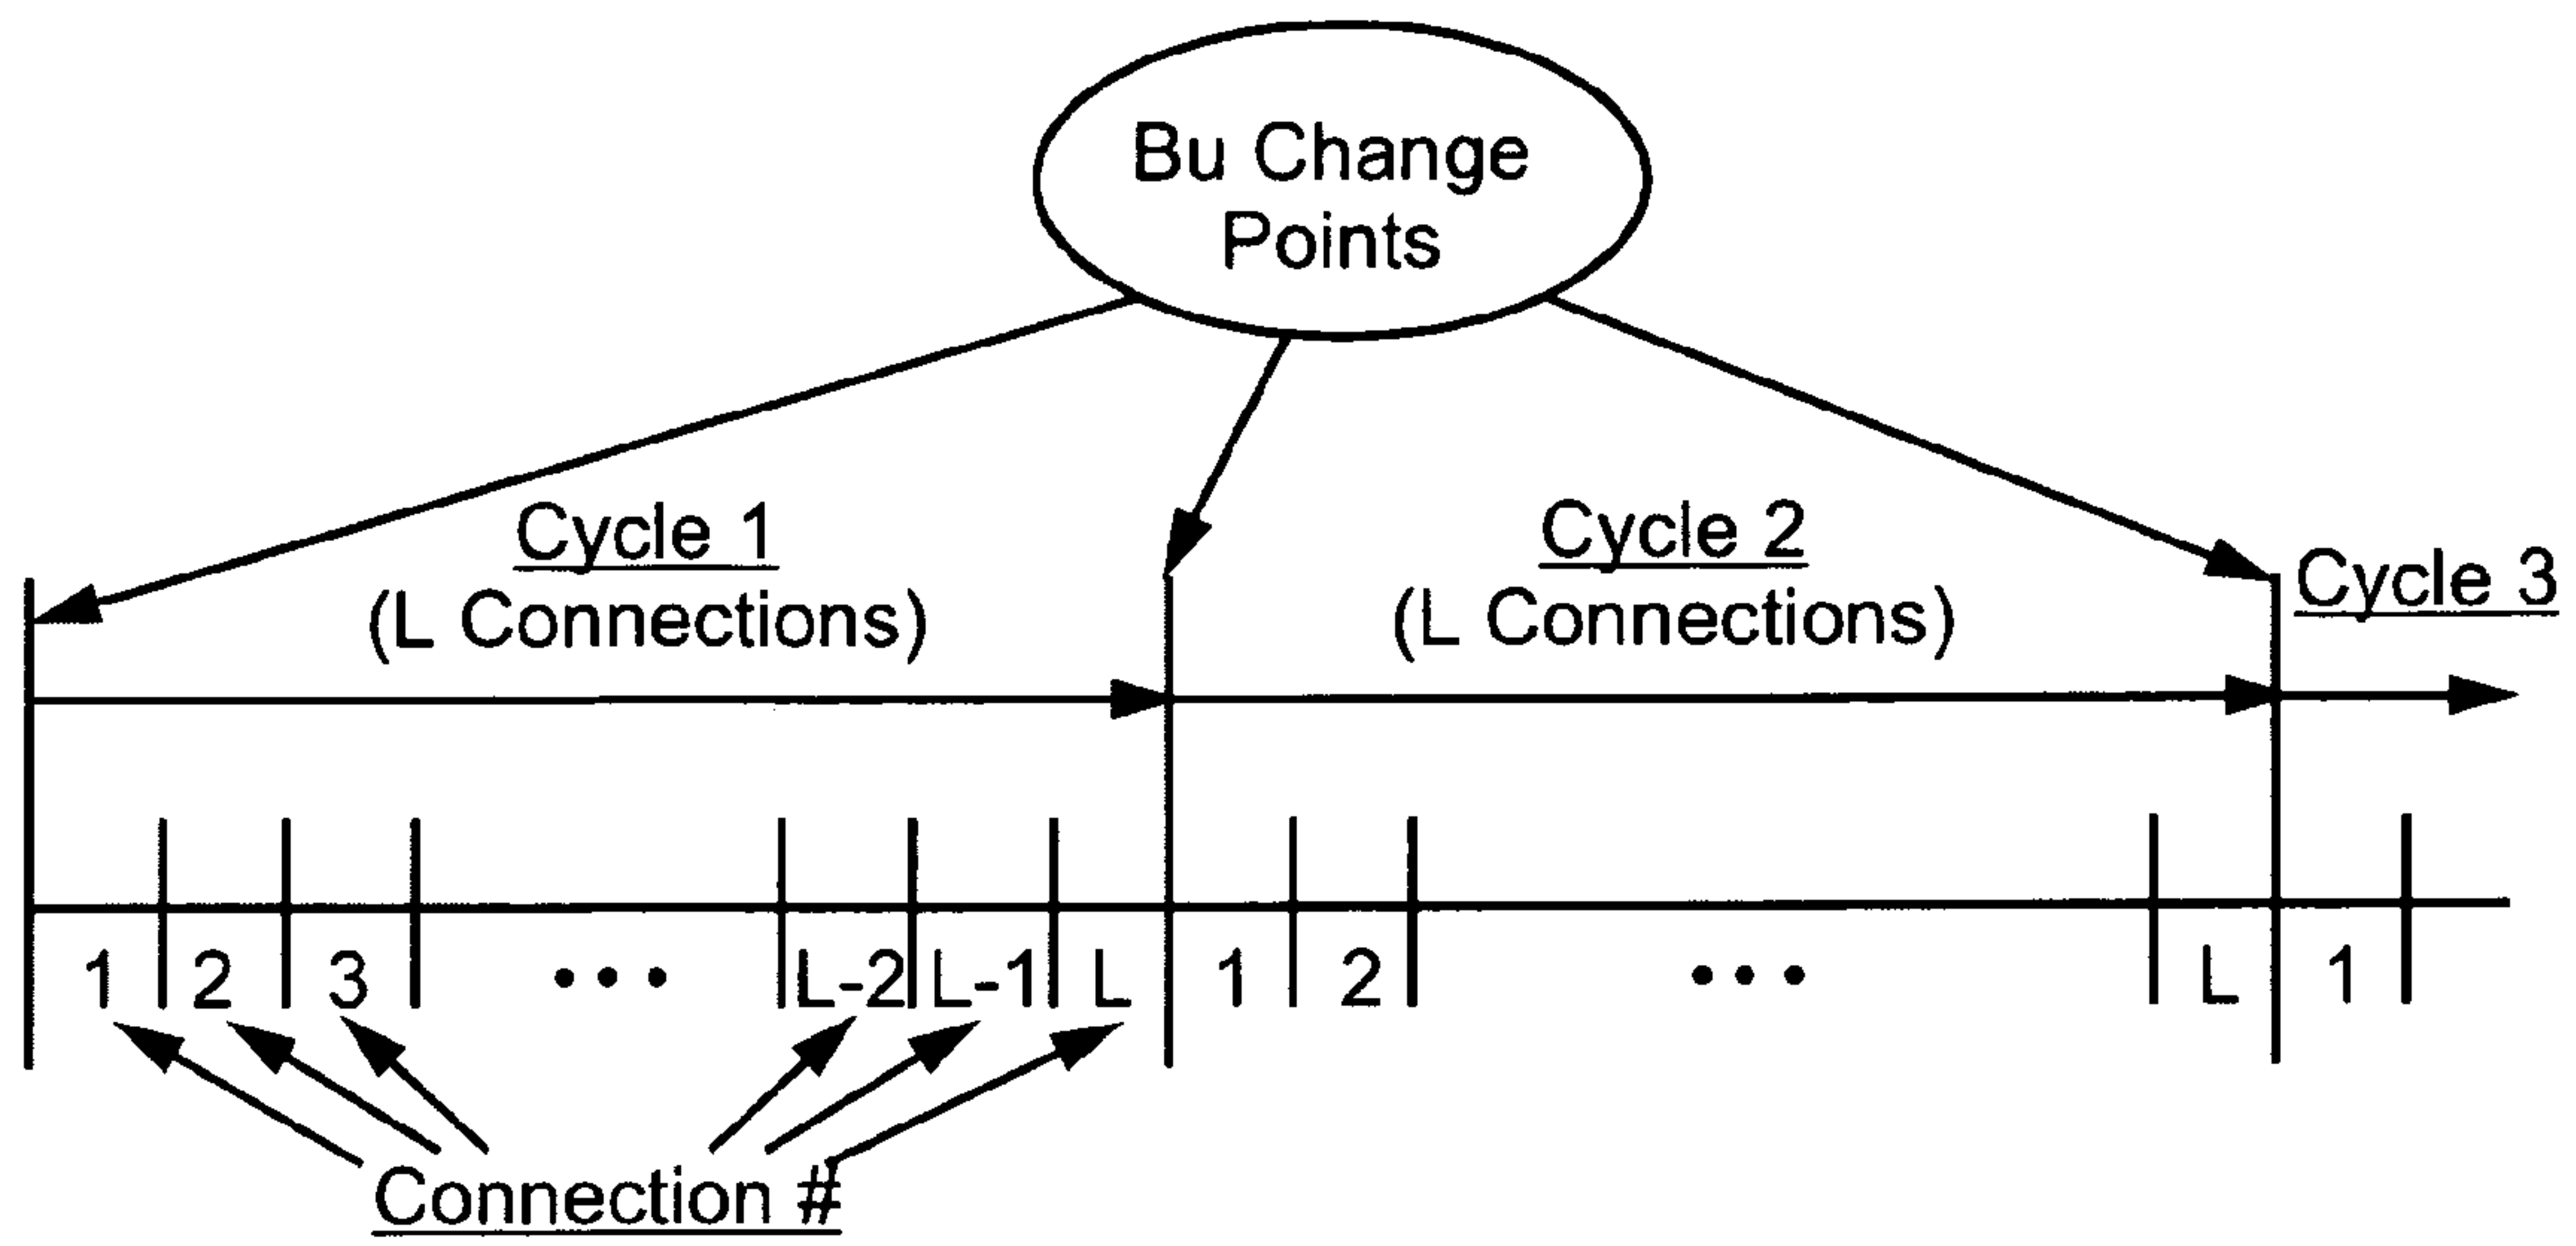 Bu Change
Points
Cycle 1
(L Connections)
Cycle 2
(L Connections)
Cycle 3
1 2 3 ••• L-2 L-1 L 1 2 ••• L 1
Connection #